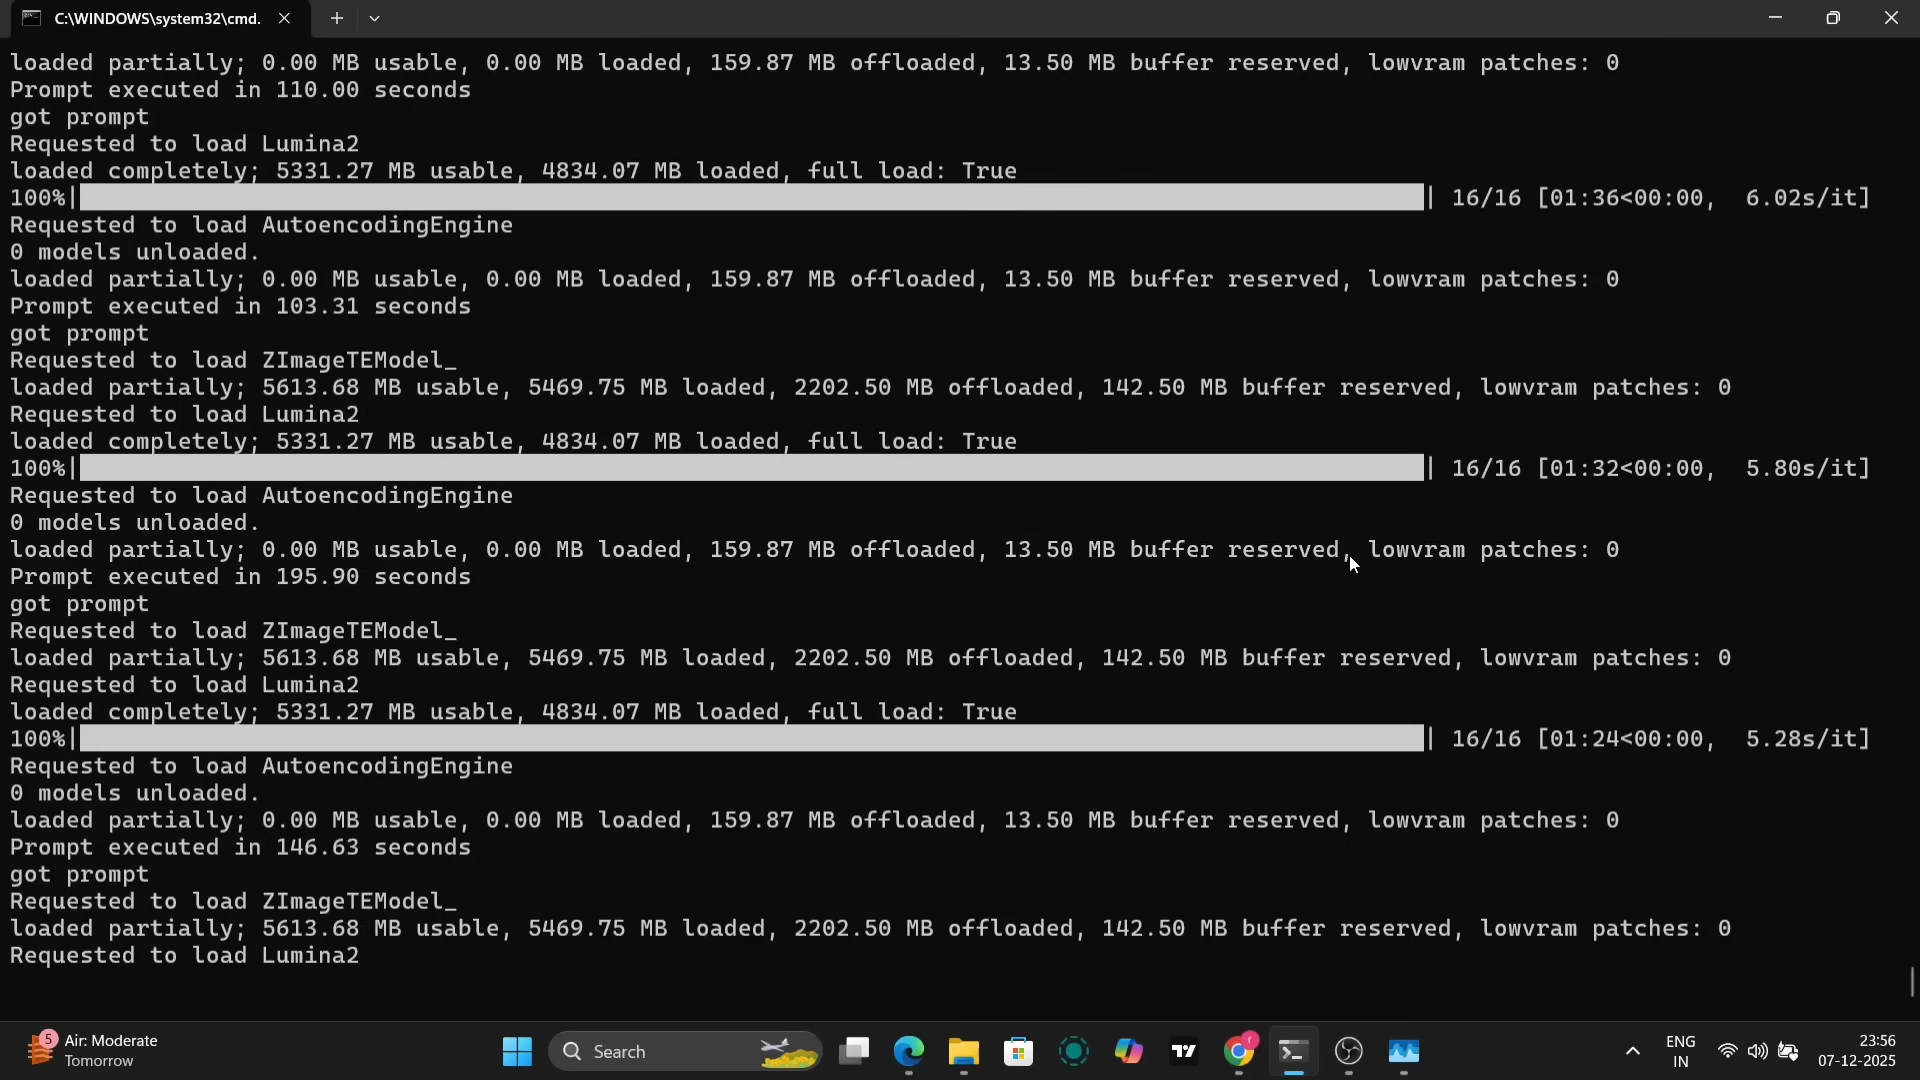 C:\WINDOWS\system32\cmd.
loaded partially; 0.00 MB usable, 0.00 MB loaded, 159.87 MB offloaded, 13.50 MB buffer reserved, lowvram patches: 0
Prompt executed in 110.00 seconds
got prompt
Requested to load Lumina2
loaded completely; 5331.27 MB usable, 4834.07 MB loaded, full load: True
100%| | 16/16 [01:36<00:00, 6.02s/it]
Requested to load AutoencodingEngine
0 models unloaded.
loaded partially; 0.00 MB usable, 0.00 MB loaded, 159.87 MB offloaded, 13.50 MB buffer reserved, lowvram patches: 0
Prompt executed in 103.31 seconds
got prompt
Requested to load ZImageTEModel_
loaded partially; 5613.68 MB usable, 5469.75 MB loaded, 2202.50 MB offloaded, 142.50 MB buffer reserved, lowvram patches: 0
Requested to load Lumina2
loaded completely; 5331.27 MB usable, 4834.07 MB loaded, full load: True
100%| | 16/16 [01:32<00:00, 5.80s/it]
Requested to load AutoencodingEngine
0 models unloaded.
loaded partially; 0.00 MB usable, 0.00 MB loaded, 159.87 MB offloaded, 13.50 MB buffer reserved, lowvram patches: 0
Prompt executed in 195.90 seconds
got prompt
Requested to load ZImageTEModel_
loaded partially; 5613.68 MB usable, 5469.75 MB loaded, 2202.50 MB offloaded, 142.50 MB buffer reserved, lowvram patches: 0
Requested to load Lumina2
loaded completely; 5331.27 MB usable, 4834.07 MB loaded, full load: True
100%| | 16/16 [01:24<00:00, 5.28s/it]
Requested to load AutoencodingEngine
0 models unloaded.
loaded partially; 0.00 MB usable, 0.00 MB loaded, 159.87 MB offloaded, 13.50 MB buffer reserved, lowvram patches: 0
Prompt executed in 146.63 seconds
got prompt
Requested to load ZImageTEModel_
loaded partially; 5613.68 MB usable, 5469.75 MB loaded, 2202.50 MB offloaded, 142.50 MB buffer reserved, lowvram patches: 0
Requested to load Lumina2
5
Air: Moderate
Tomorrow
Search
ENG
IN
23:56
07-12-2025